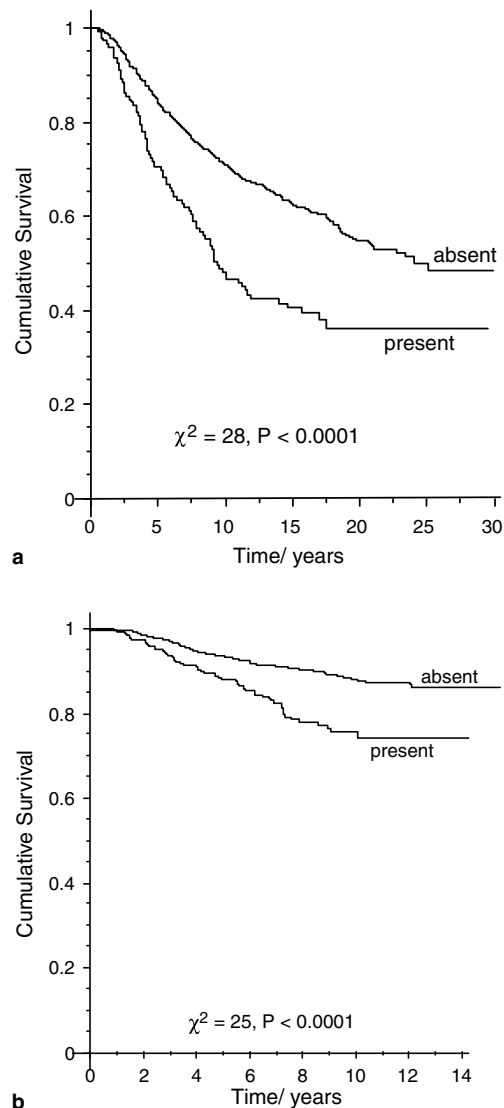 1
0.8
0.6
0.4
0.2
0
Cumulative Survival
absent
present
χ² = 28, P < 0.0001
0 5 10 15 20 25 30
Time/ years
a
1
0.8
0.6
0.4
0.2
0
Cumulative Survival
absent
present
χ² = 25, P < 0.0001
0 2 4 6 8 10 12 14
Time/ years
b